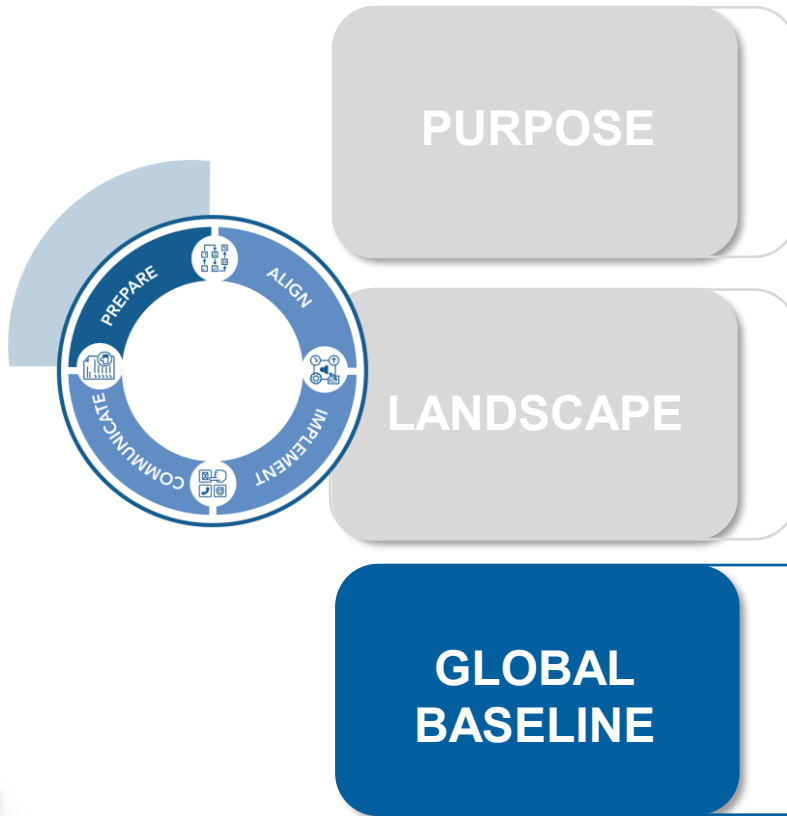 PURPOSE
PREPARE
ALIGN
LANDSCAPE
COMMUNICATE
IMPLEMENT
GLOBAL
BASELINE